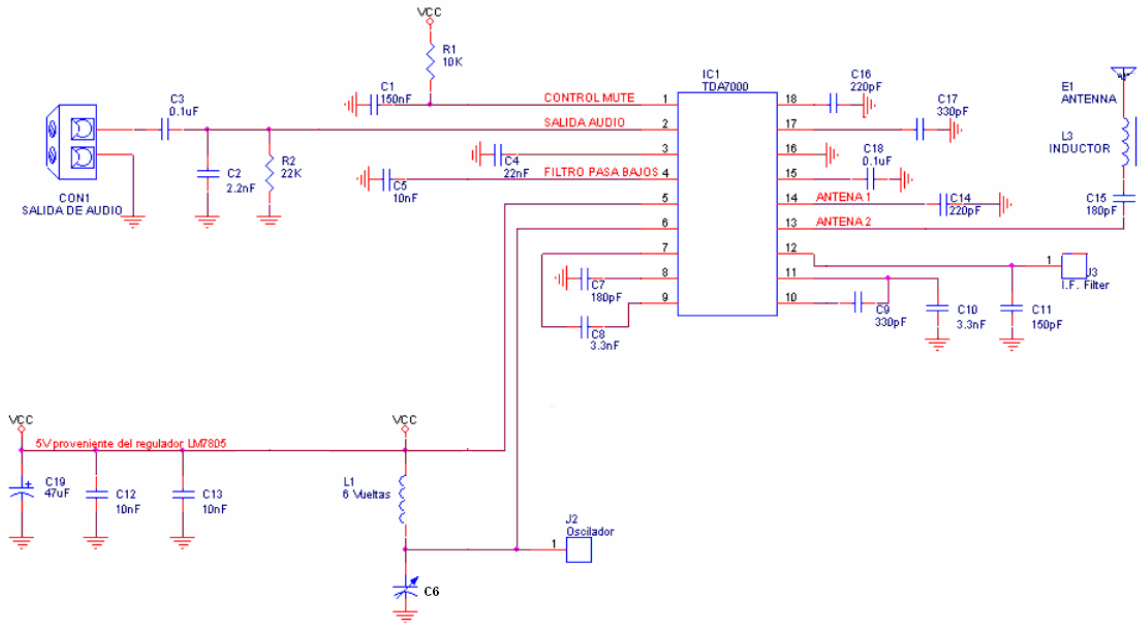 VCC
R1
10K
C1
150nF
CONTROL MUTE
1
IC1
TDA7000
18
C16
220pF
E1
ANTENNA
C3
0.1uF
SALIDA AUDIO
2
17
C17
330pF
L3
INDUCTOR
3
C4
22nF
16
C18
0.1uF
C2
2.2nF
R2
22K
FILTRO PASA BAJOS
4
C5
10nF
15
CON1
SALIDA DE AUDIO
5
14
ANTENA 1
C14
220pF
C15
180pF
6
13
ANTENA 2
7
12
1
J3
I.F. Filter
8
C7
180pF
11
9
10
C9
330pF
C10
3.3nF
C11
150pF
C8
3.3nF
VCC
VCC
5V proveniente del regulador LM7805
C19
47uF
+
C12
10nF
C13
10nF
L1
6 Vueltas
J2
Oscilador
1
C6